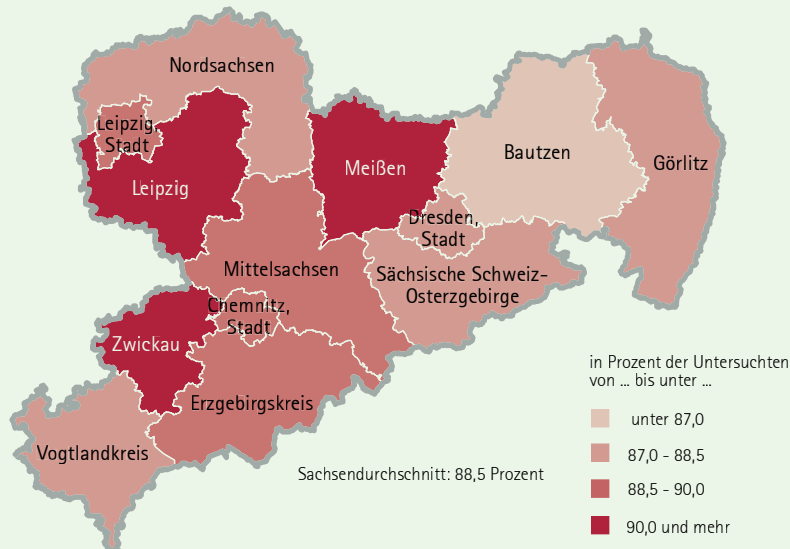 Nordsachsen
Leipzig,
Stadt
Leipzig
Meißen
Bautzen
Görlitz
Dresden,
Stadt
Mittelsachsen
Sächsische Schweiz-
Osterzgebirge
Chemnitz,
Stadt
Zwickau
Erzgebirgskreis
Vogtlandkreis
Sachsendurchschnitt: 88,5 Prozent
in Prozent der Untersuchten
von ... bis unter ...
unter 87,0
87,0 - 88,5
88,5 - 90,0
90,0 und mehr